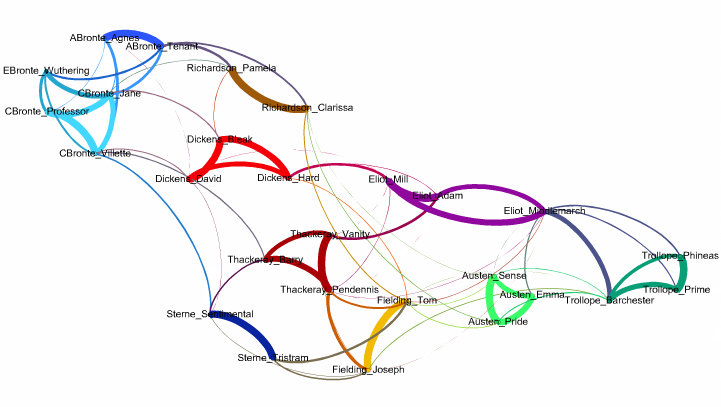 ABronte_Agnes
ABronte_Tenant
EBronte_Wuthering
Richardson_Pamela
CBronte_Jane
CBronte_Professor
Richardson_Clarissa
Dickens_Bleak
CBronte_Villette
Dickens_David
Dickens_Hard
Eliot_Mill
Eliot_Adam
Eliot_Middlemarch
Thackeray_Vanity
Thackeray_Barry
Trollope_Phineas
Austen_Sense
Thackeray_Pendennis
Trollope_Prime
Austen_Emma
Fielding_Tom
Trollope_Barchester
Sterne_Sentimental
Austen_Pride
Sterne_Tristram
Fielding_Joseph